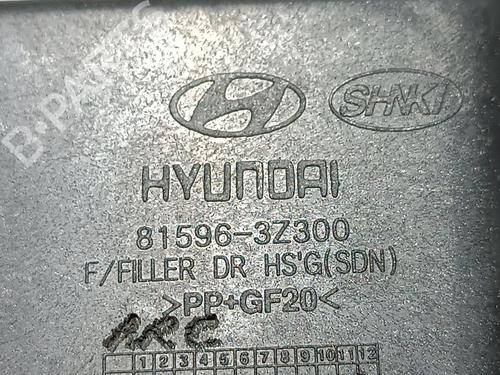 B-PARTS
SHNKI
HYUNDAI
81596-3Z300
F/FILLER DR HS'G(SDN)
>PP+GF20<
1 2 3 4 5 6 7 8 9 10 11 12